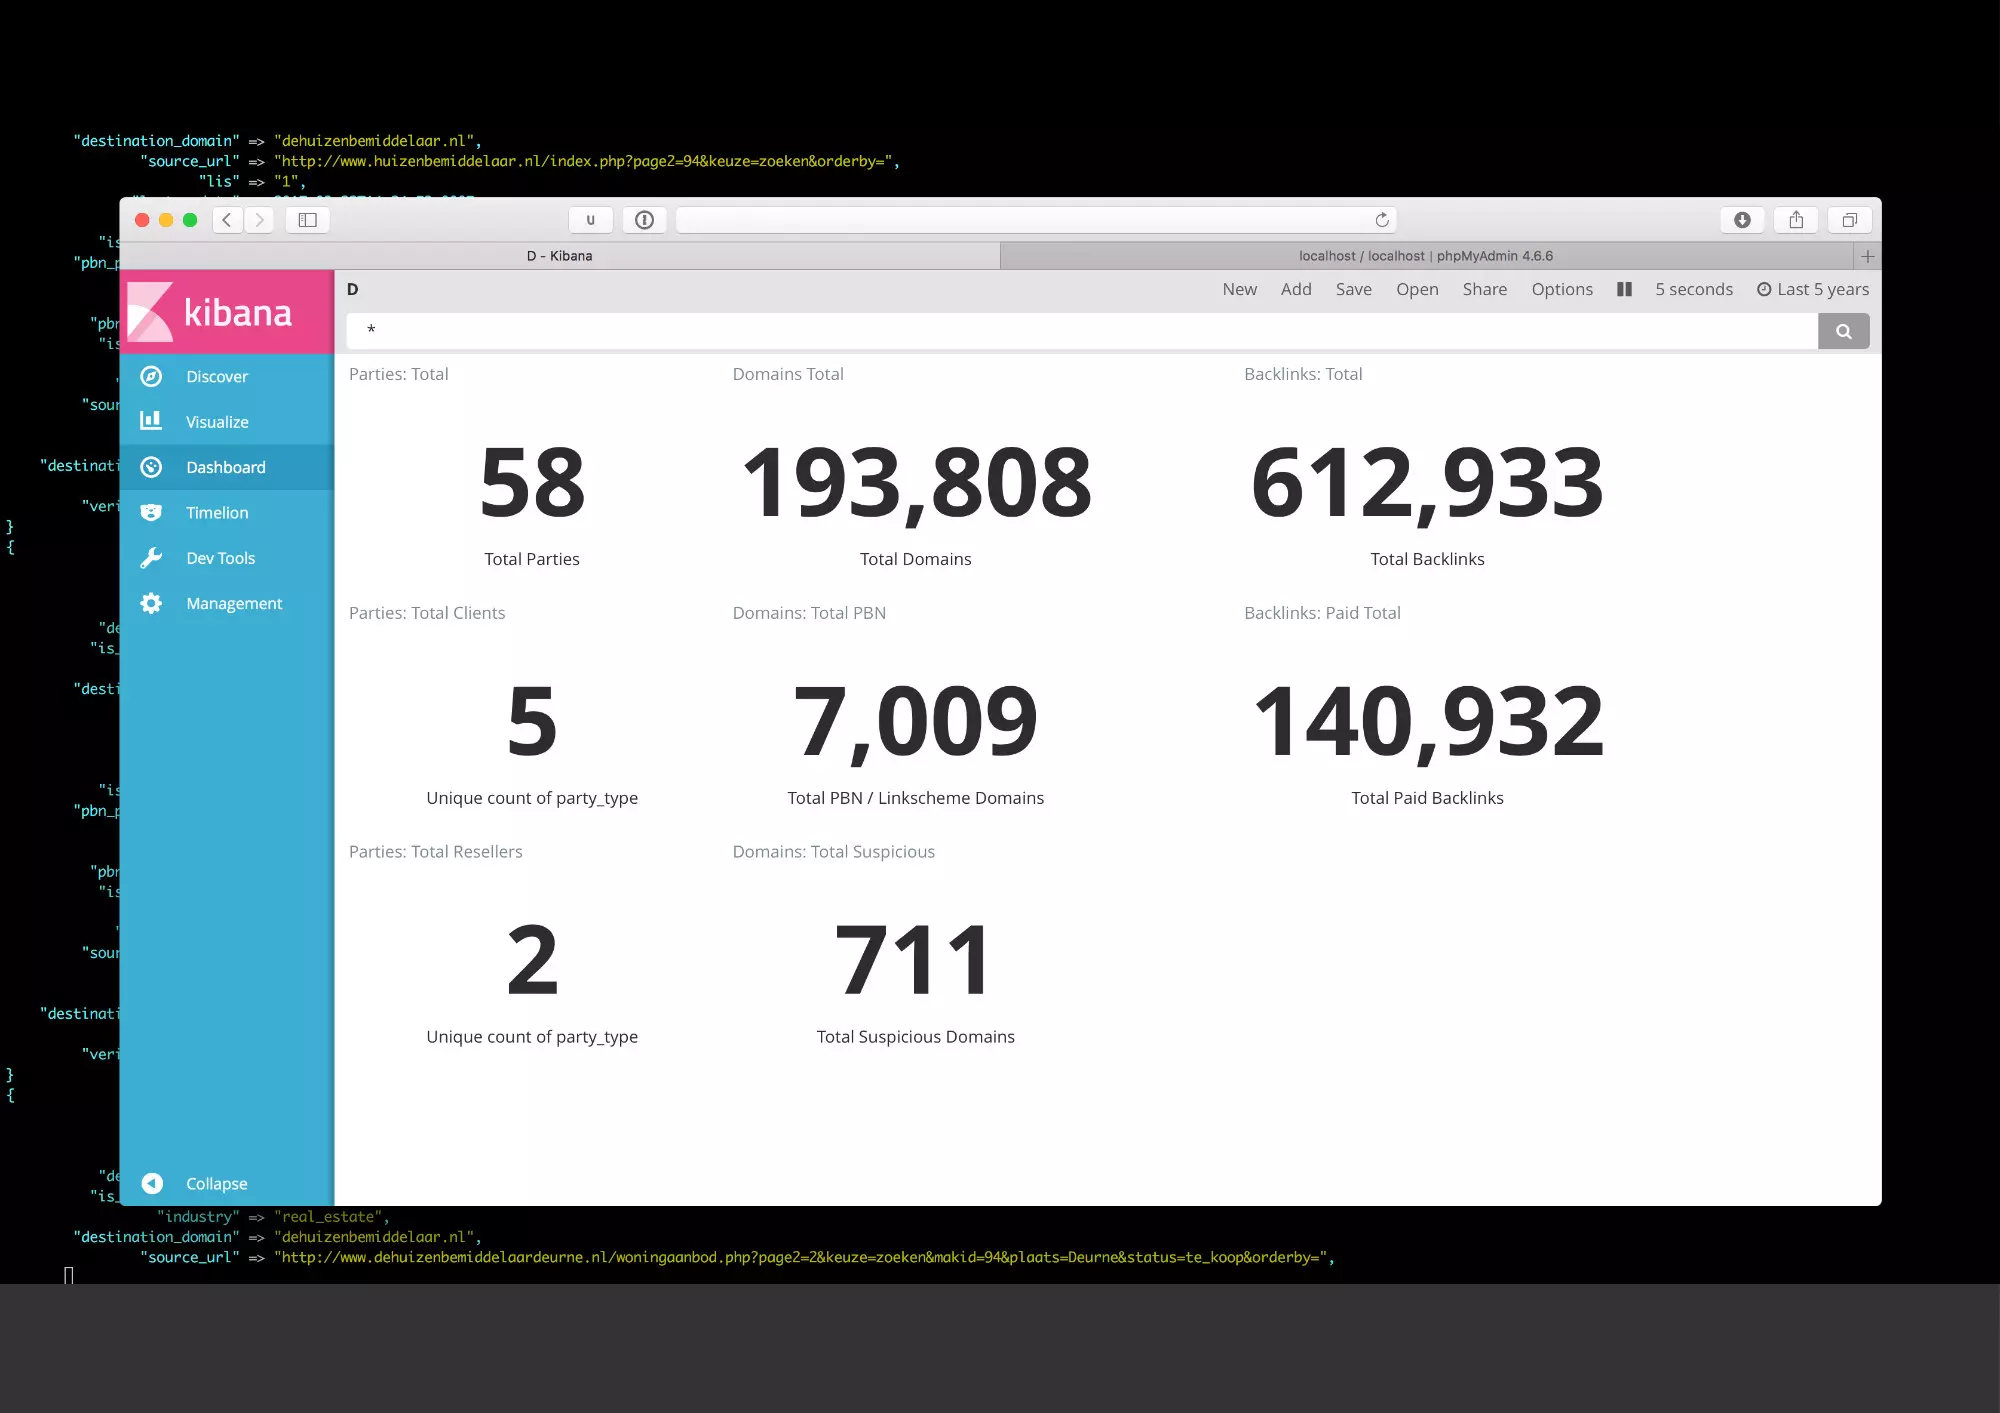 "destination_domain" => "dehuizenbemiddelaar.nl",
"source_url" => "http://www.huizenbemiddelaar.nl/index.php?page2=94&keuze=zoeken&orderby=",
"lis" => "1",
u
D - Kibana
localhost / localhost | phpMyAdmin 4.6.6
kibana
D
New Add Save Open Share Options 5 seconds Last 5 years
*
Discover
Visualize
Dashboard
Timelion
Dev Tools
Management
Collapse
Parties: Total
58
Total Parties
Domains Total
193,808
Total Domains
Backlinks: Total
612,933
Total Backlinks
Parties: Total Clients
5
Unique count of party_type
Domains: Total PBN
7,009
Total PBN / Linkscheme Domains
Backlinks: Paid Total
140,932
Total Paid Backlinks
Parties: Total Resellers
2
Unique count of party_type
Domains: Total Suspicious
711
Total Suspicious Domains
"is
"pbn_p
"pbn
"is
"sour
"destinati
"veri
}
{
"de
"is_
"desti
"is
"pbn_p
"pbn
"is
"sour
"destinati
"veri
}
{
"de
"is_
"industry" => "real_estate",
"destination_domain" => "dehuizenbemiddelaar.nl",
"source_url" => "http://www.dehuizenbemiddelaardeurne.nl/woningaanbod.php?page2=2&keuze=zoeken&makid=94&plaats=Deurne&status=te_koop&orderby=",